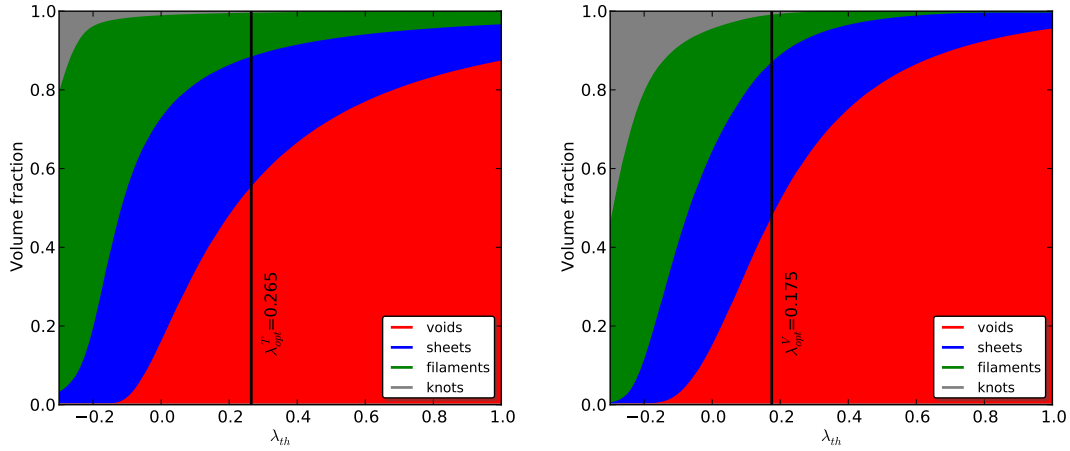 1.0
0.8
0.6
0.4
0.2
0.0
Volume fraction
−0.2 0.0 0.2 0.4 0.6 0.8 1.0
λth
λ^T_opt=0.265
voids
sheets
filaments
knots
1.0
0.8
0.6
0.4
0.2
0.0
Volume fraction
−0.2 0.0 0.2 0.4 0.6 0.8 1.0
λth
λ^V_opt=0.175
voids
sheets
filaments
knots